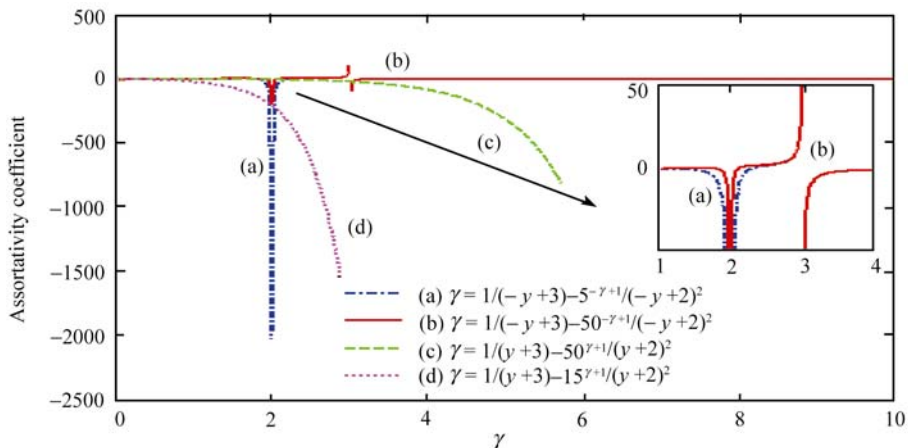 500
0
−500
−1000
−1500
−2000
−2500
Assortativity coefficient
0
2
4
6
8
10
γ
(b)
(a)
(c)
(d)
50
0
(b)
(a)
1
2
3
4
(a) γ = 1/(− y +3)−5^{−γ+1}/(− y +2)²
(b) γ = 1/(− y +3)−50^{−γ+1}/(− y +2)²
(c) γ = 1/(y +3)−50^{γ+1}/(y +2)²
(d) γ = 1/(y +3)−15^{γ+1}/(y +2)²